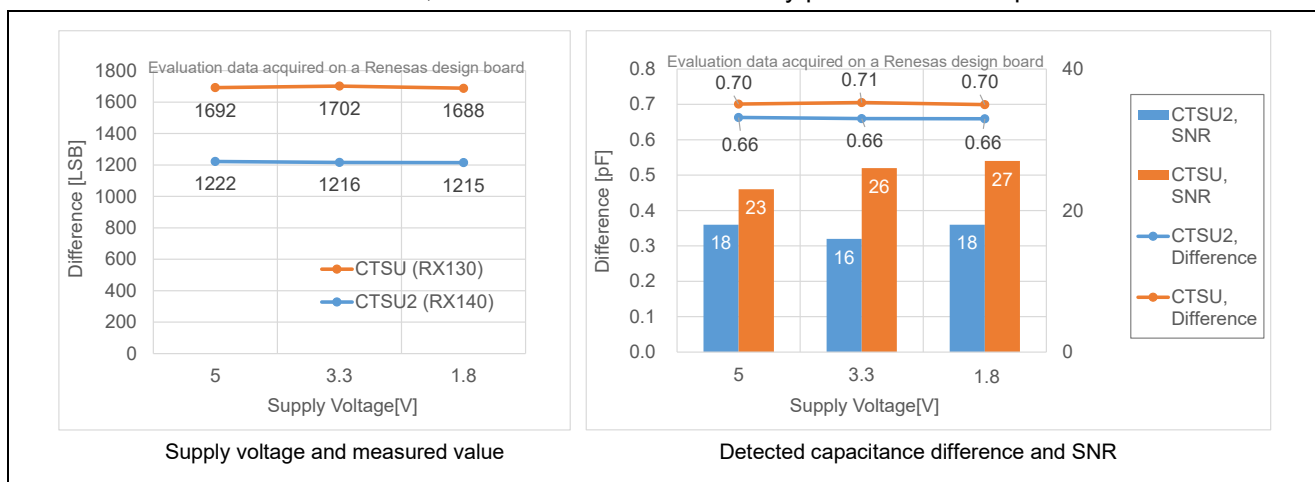 Evaluation data acquired on a Renesas design board
1800
1600
1400
1200
1000
800
600
400
200
0
Difference [LSB]
1692
1702
1688
1222
1216
1215
CTSU (RX130)
CTSU2 (RX140)
5
3.3
1.8
Supply Voltage[V]
Supply voltage and measured value
Evaluation data acquired on a Renesas design board
0.8
0.7
0.6
0.5
0.4
0.3
0.2
0.1
0.0
Difference [pF]
0.70
0.71
0.70
0.66
0.66
0.66
18
23
16
26
18
27
40
20
0
5
3.3
1.8
Supply Voltage[V]
CTSU2,
SNR
CTSU,
SNR
CTSU2,
Difference
CTSU,
Difference
Detected capacitance difference and SNR